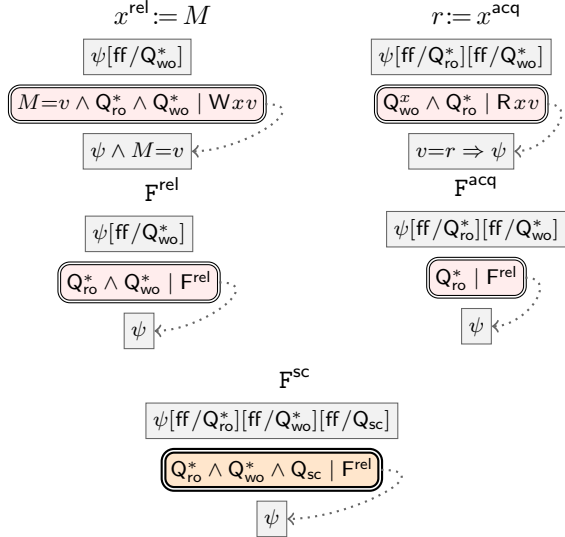 x^rel := M
ψ[ff/Q*_wo]
M=v ∧ Q*_ro ∧ Q*_wo | W x v
ψ ∧ M=v
r := x^acq
ψ[ff/Q*_ro][ff/Q*_wo]
Q^x_wo ∧ Q*_ro | R x v
v=r ⇒ ψ
F^rel
ψ[ff/Q*_wo]
Q*_ro ∧ Q*_wo | F^rel
ψ
F^acq
ψ[ff/Q*_ro][ff/Q*_wo]
Q*_ro | F^rel
ψ
F^sc
ψ[ff/Q*_ro][ff/Q*_wo][ff/Q_sc]
Q*_ro ∧ Q*_wo ∧ Q_sc | F^rel
ψ